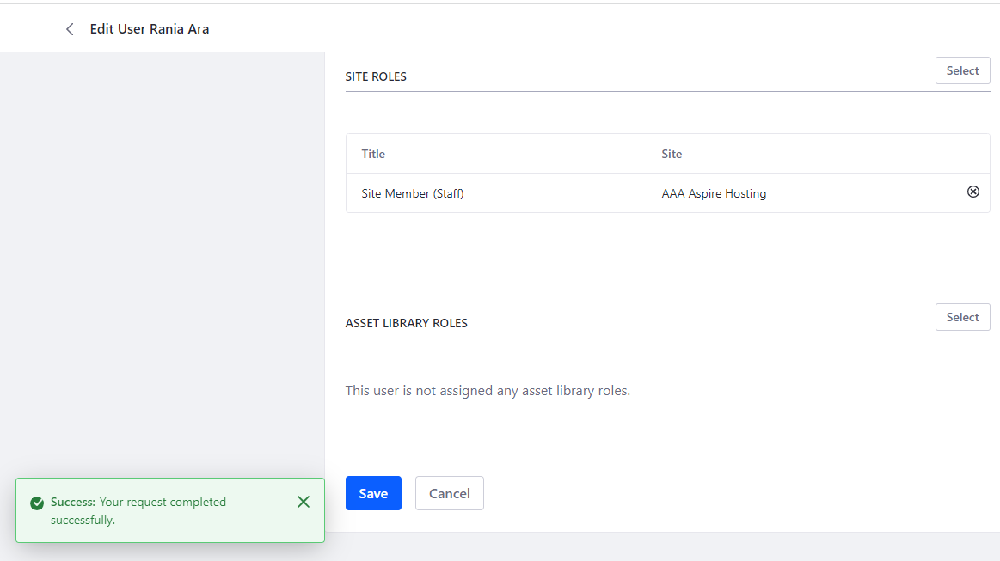 Edit User Rania Ara
SITE ROLES
Select
Title Site
Site Member (Staff) AAA Aspire Hosting
ASSET LIBRARY ROLES
Select
This user is not assigned any asset library roles.
Save Cancel
Success: Your request completed
successfully.